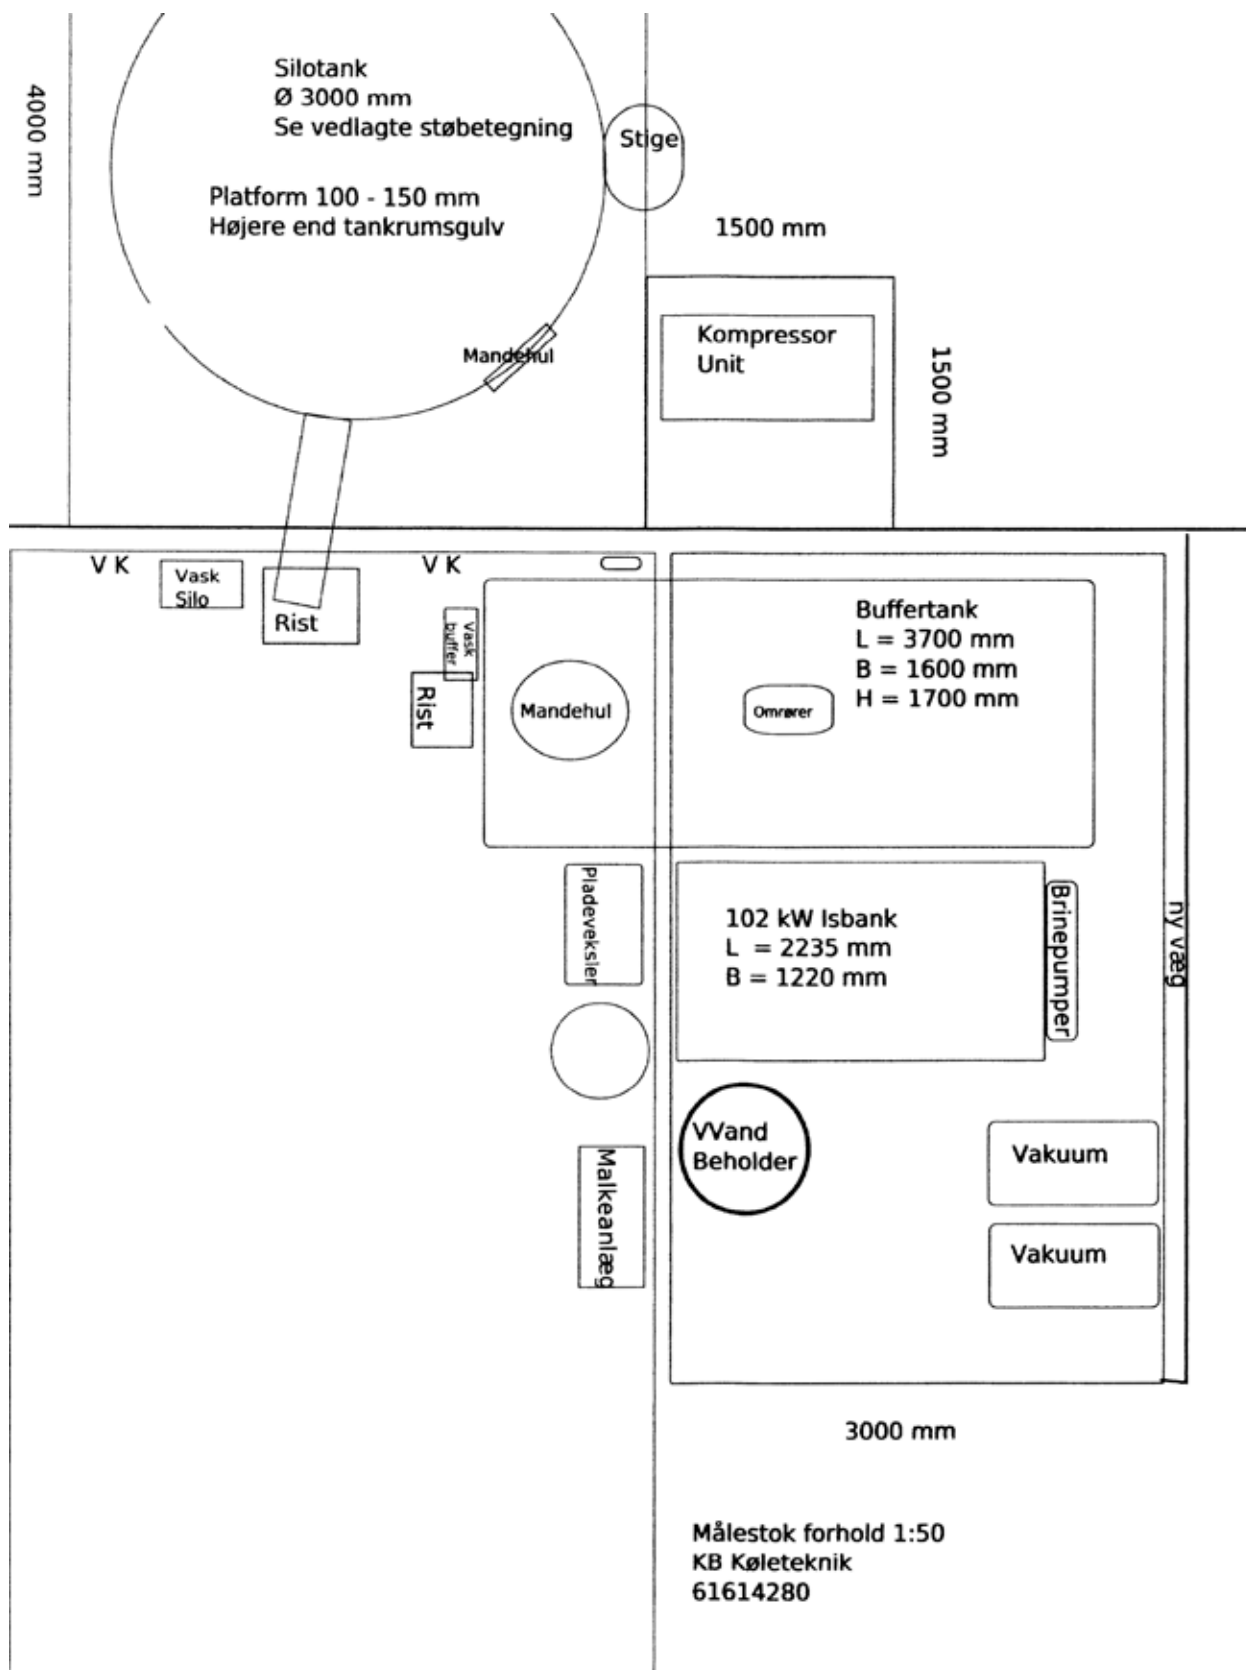 4000 mm
Silotank
Ø 3000 mm
Se vedlagte støbetegning
Platform 100 - 150 mm
Højere end tankrumsgulv
Stige
1500 mm
Mandehul
Kompressor
Unit
1500 mm
V K
Vask
Silo
Rist
V K
Vask
buffer
Rist
Mandehul
Omrører
Buffertank
L = 3700 mm
B = 1600 mm
H = 1700 mm
Pladeveksler
102 kW Isbank
L = 2235 mm
B = 1220 mm
Brinepumper
ny væg
VVand
Beholder
Malkeanlæg
Vakuum
Vakuum
3000 mm
Målestok forhold 1:50
KB Køleteknik
61614280